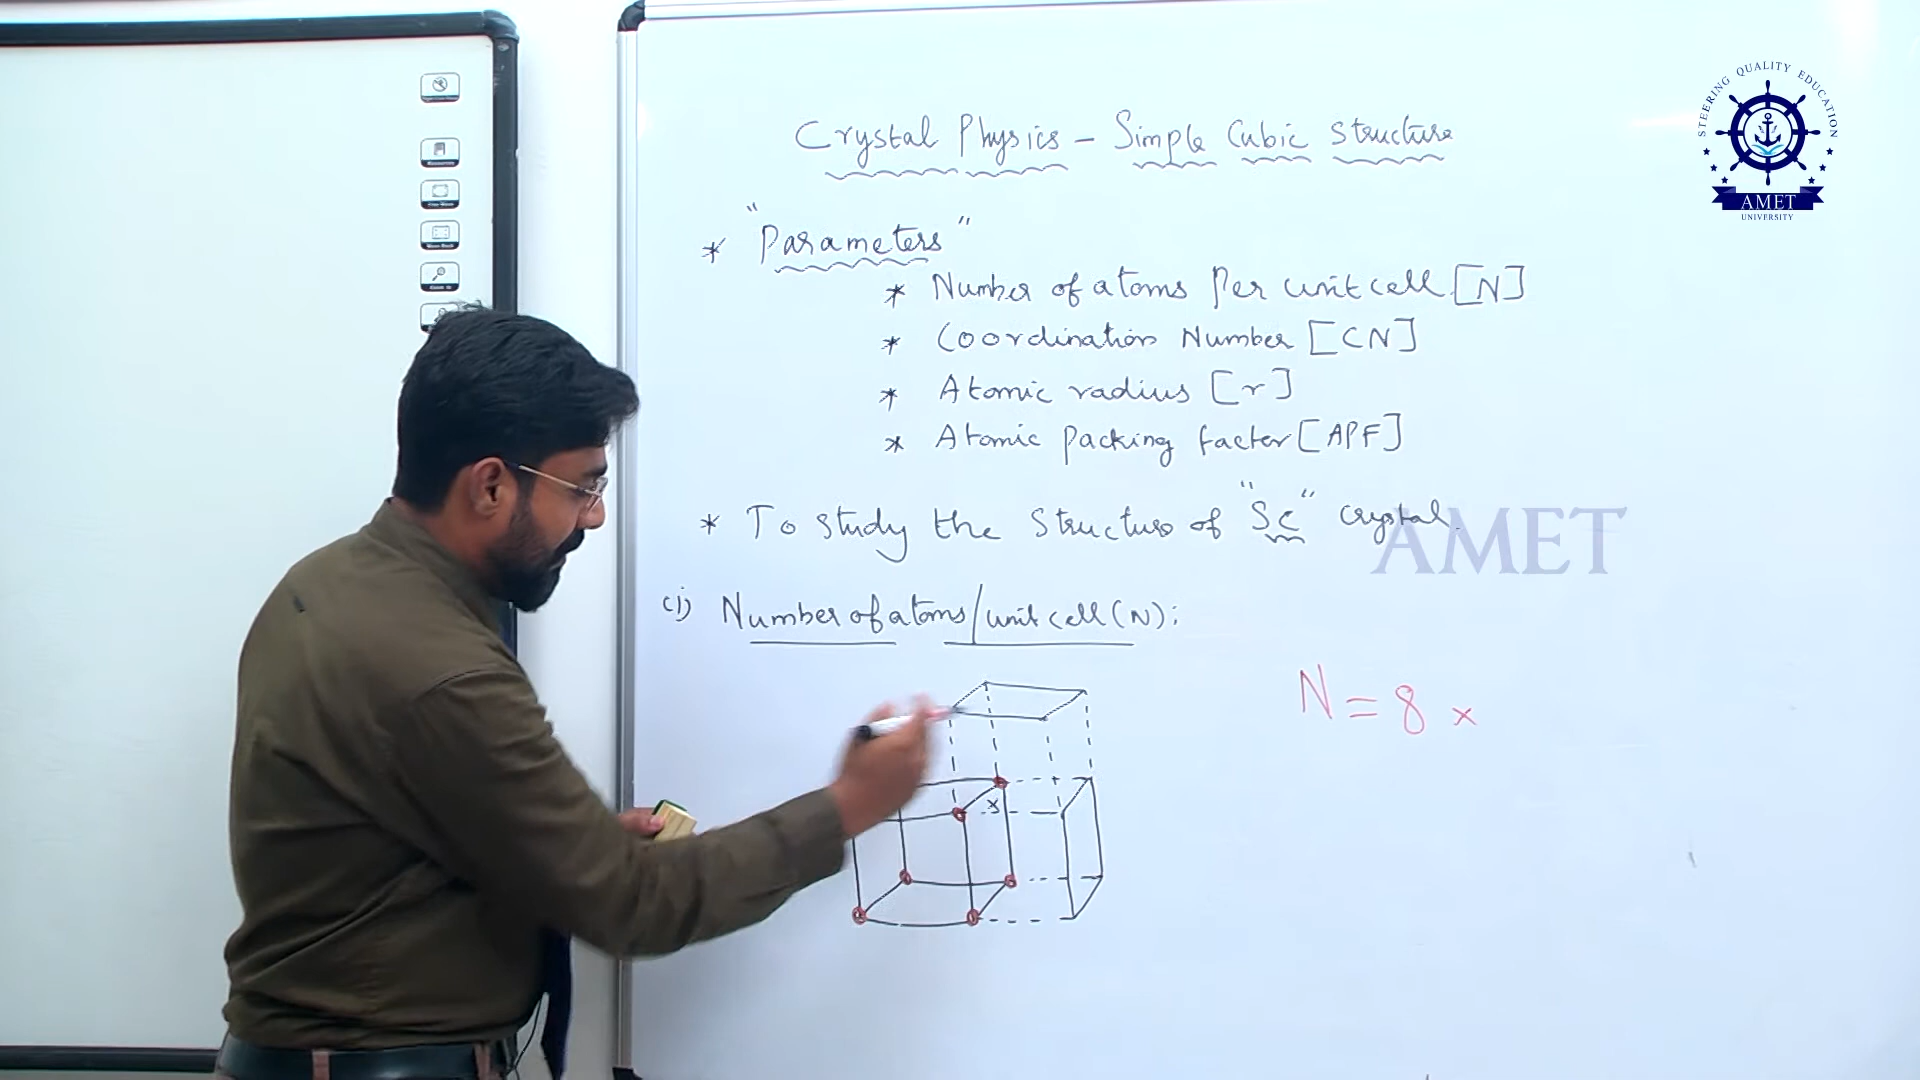 Crystal Physics - Simple Cubic Structure
* "Parameters"
* Number of atoms Per unit cell [N]
* Coordination Number [CN]
* Atomic radius [r]
* Atomic Packing factor [APF]
* To study the structure of "SC" crystal.
(i) Number of atoms/unit cell (N):
N = 8 ×
x
STEERING QUALITY EDUCATION
AMET
UNIVERSITY
AMET